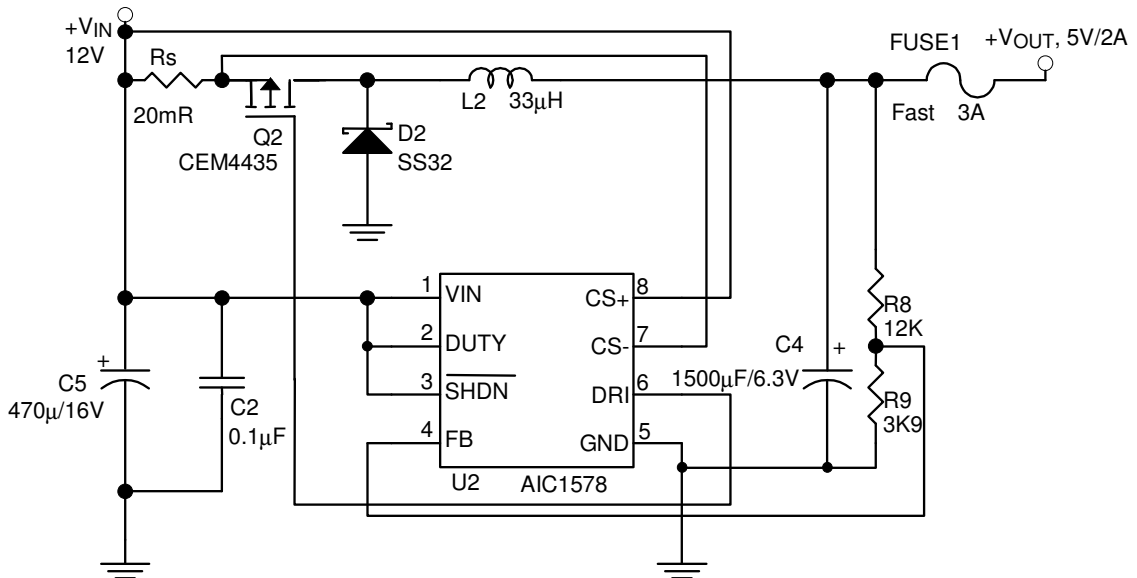 +VIN
12V
Rs
20mR
Q2
CEM4435
D2
SS32
L2 33μH
FUSE1
Fast 3A
+VOUT, 5V/2A
1 VIN
2 DUTY
3 SHDN
4 FB
CS+ 8
CS- 7
DRI 6
GND 5
U2 AIC1578
+
C5
470μ/16V
C2
0.1μF
C4
+
1500μF/6.3V
R8
12K
R9
3K9